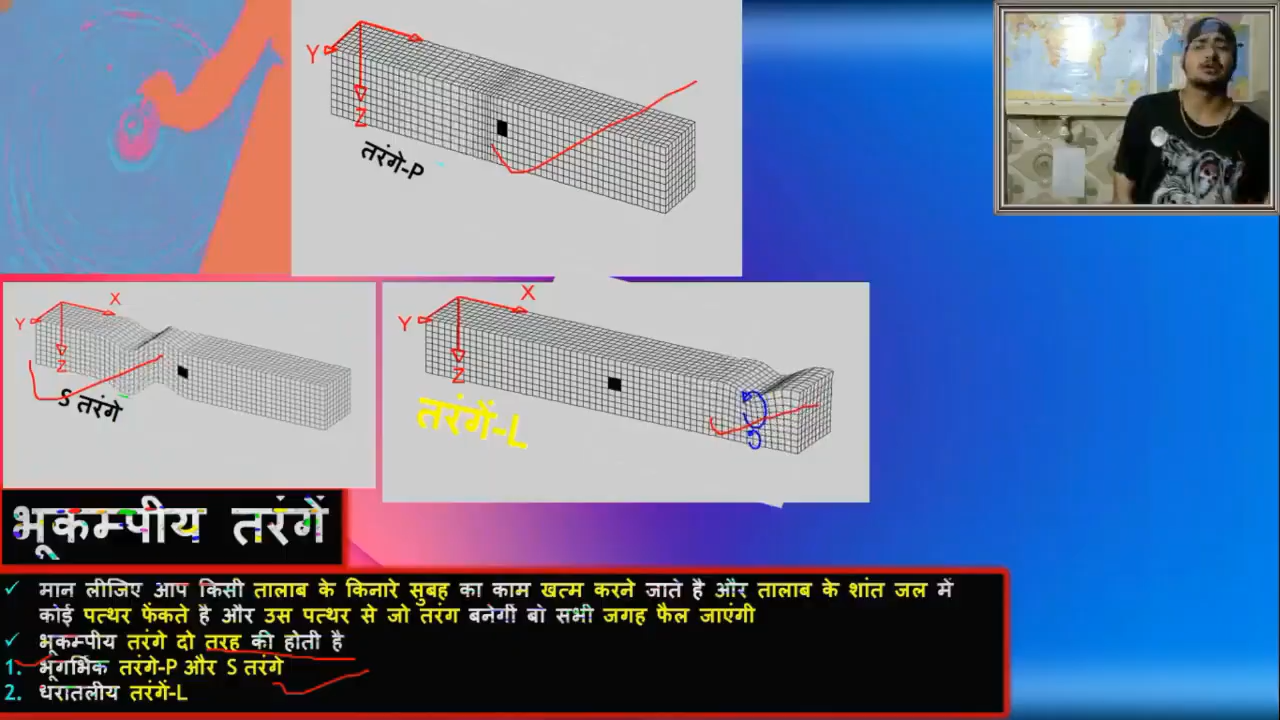 Y
Z
तरंगे-P
X
Y
Z
S तरंगे
X
Y
Z
तरंगें-L
भूकम्पीय तरंगें
✓ मान लीजिए आप किसी तालाब के किनारे सुबह का काम खत्म करने जाते है और तालाब के शांत जल में
कोई पत्थर फेंकते है और उस पत्थर से जो तरंग बनेगीं बो सभी जगह फैल जाएंगी
✓ भूकम्पीय तरंगे दो तरह की होती है
1. भूगर्भिक तरंगे-P और S तरंगे
2. धरातलीय तरंगें-L